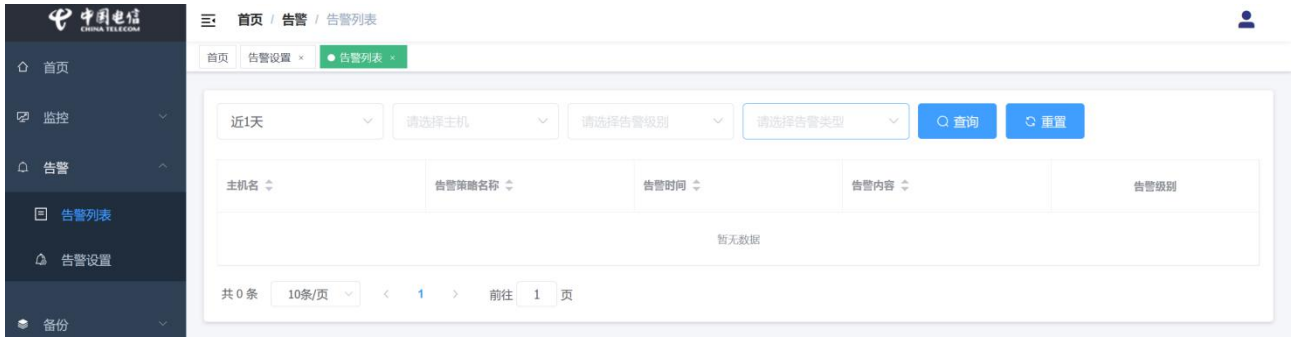 中国电信
CHINA TELECOM
首页 / 告警 / 告警列表
首页 告警设置 × 告警列表 ×
首页
监控
告警
告警列表
告警设置
备份
近1天 请选择主机 请选择告警级别 请选择告警类型 查询 重置
主机名 告警策略名称 告警时间 告警内容 告警级别
暂无数据
共 0 条 10条/页 < 1 > 前往 1 页